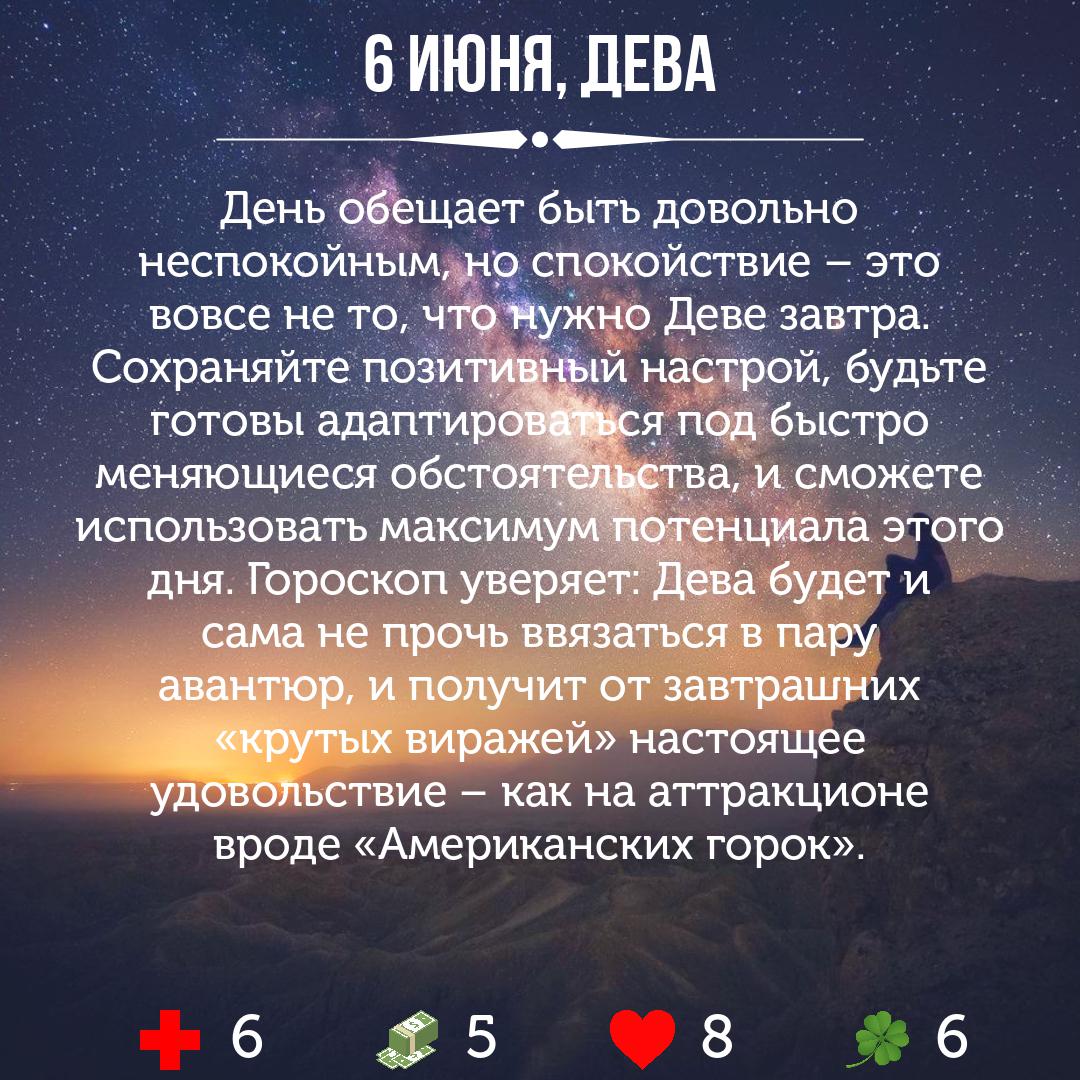 6 ИЮНЯ, ДЕВА
День обещает быть довольно
неспокойным, но спокойствие – это
вовсе не то, что нужно Деве завтра.
Сохраняйте позитивный настрой, будьте
готовы адаптироваться под быстро
меняющиеся обстоятельства, и сможете
использовать максимум потенциала этого
дня. Гороскоп уверяет: Дева будет и
сама не прочь ввязаться в пару
авантюр, и получит от завтрашних
«крутых виражей» настоящее
удовольствие – как на аттракционе
вроде «Американских горок».
6 5 8 6